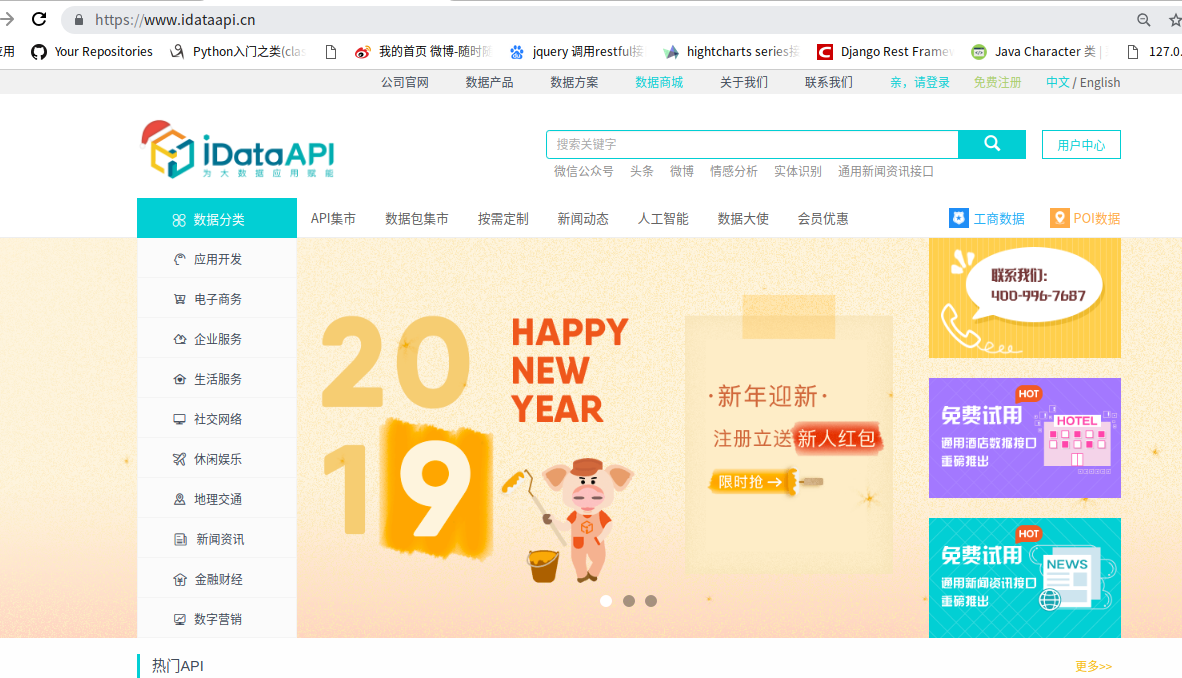 https://www.idataapi.cn
应用 Your Repositories Python入门之类(clas 我的首页 微博-随时随 jquery 调用restful接 hightcharts series接 Django Rest Framew Java Character 类 | 127.0.
公司官网 数据产品 数据方案 数据商城 关于我们 联系我们 亲，请登录 免费注册 中文 / English
iDataAPI
为大数据应用赋能
搜索关键字
用户中心
微信公众号 头条 微博 情感分析 实体识别 通用新闻资讯接口
数据分类 API集市 数据包集市 按需定制 新闻动态 人工智能 数据大使 会员优惠 工商数据 POI数据
应用开发
电子商务
企业服务
生活服务
社交网络
休闲娱乐
地理交通
新闻资讯
金融财经
数字营销
2019
HAPPY
NEW
YEAR
·新年迎新·
注册立送 新人红包
限时抢 →
联系我们:
400-996-7687
HOT
免费试用
通用酒店数据接口
重磅推出
HOTEL
HOT
免费试用
通用新闻资讯接口
重磅推出
NEWS
热门API
更多>>